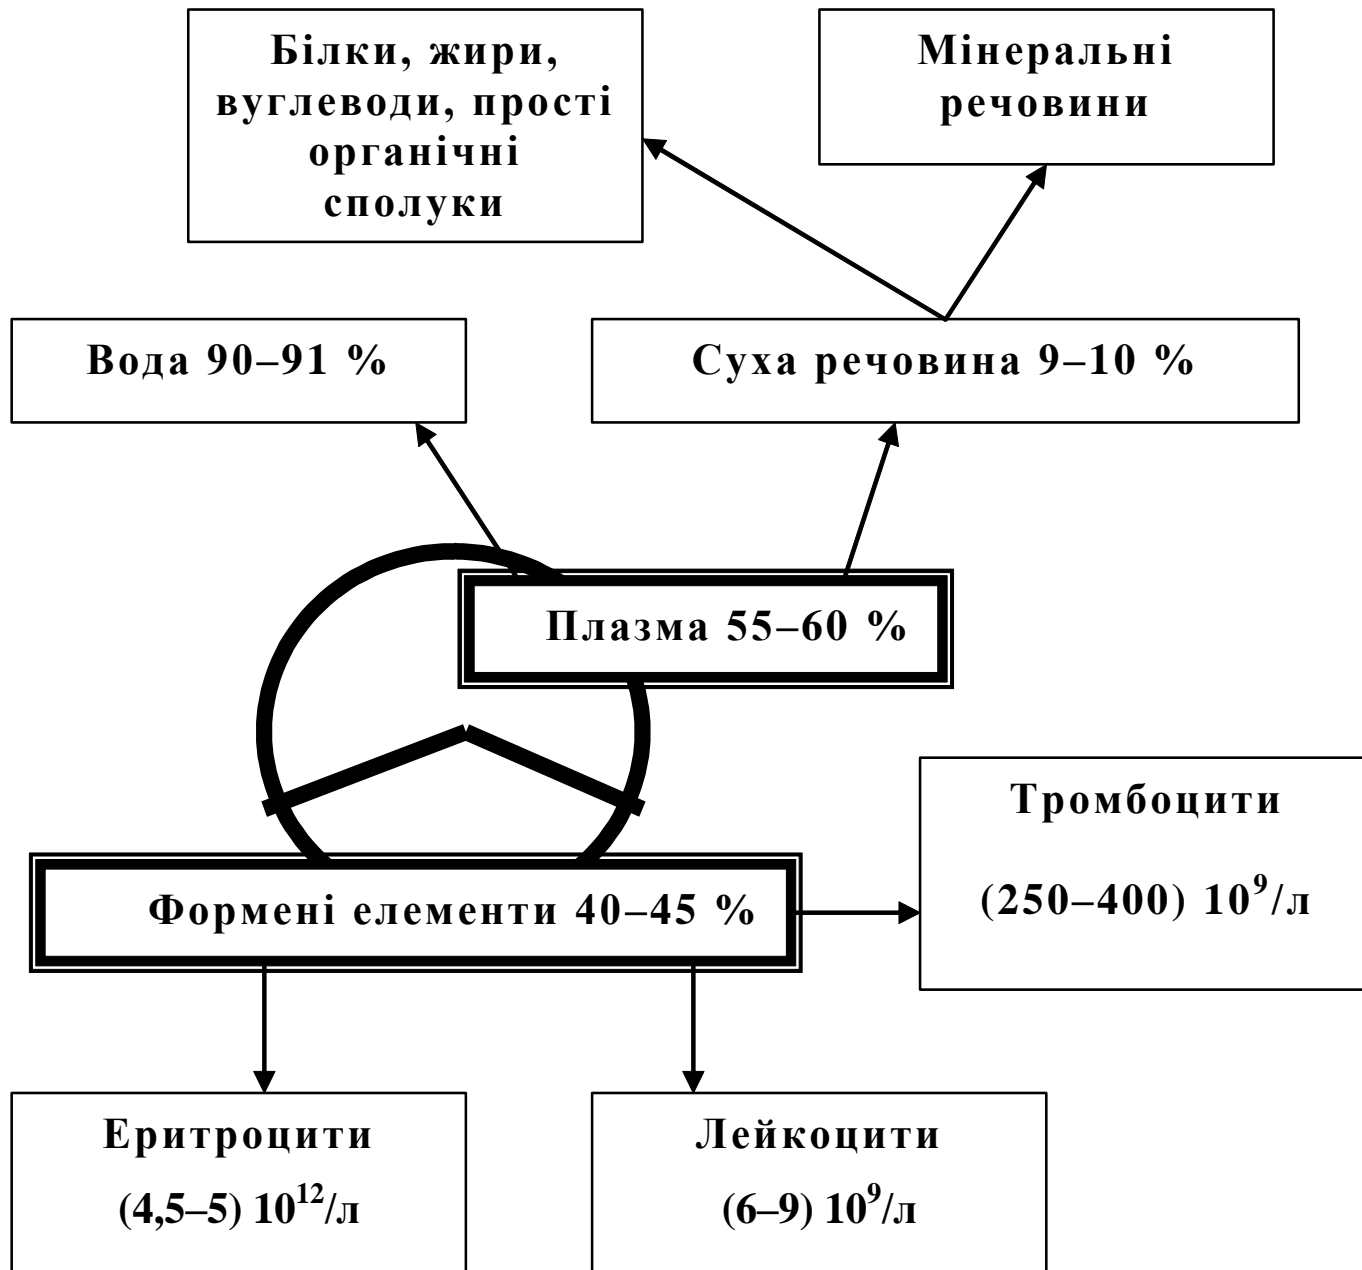 Білки, жири,
вуглеводи, прості
органічні
сполуки
Мінеральні
речовини
Вода 90–91 %
Суха речовина 9–10 %
Плазма 55–60 %
Формені елементи 40–45 %
Тромбоцити
(250–400) 10⁹/л
Еритроцити
(4,5–5) 10¹²/л
Лейкоцити
(6–9) 10⁹/л